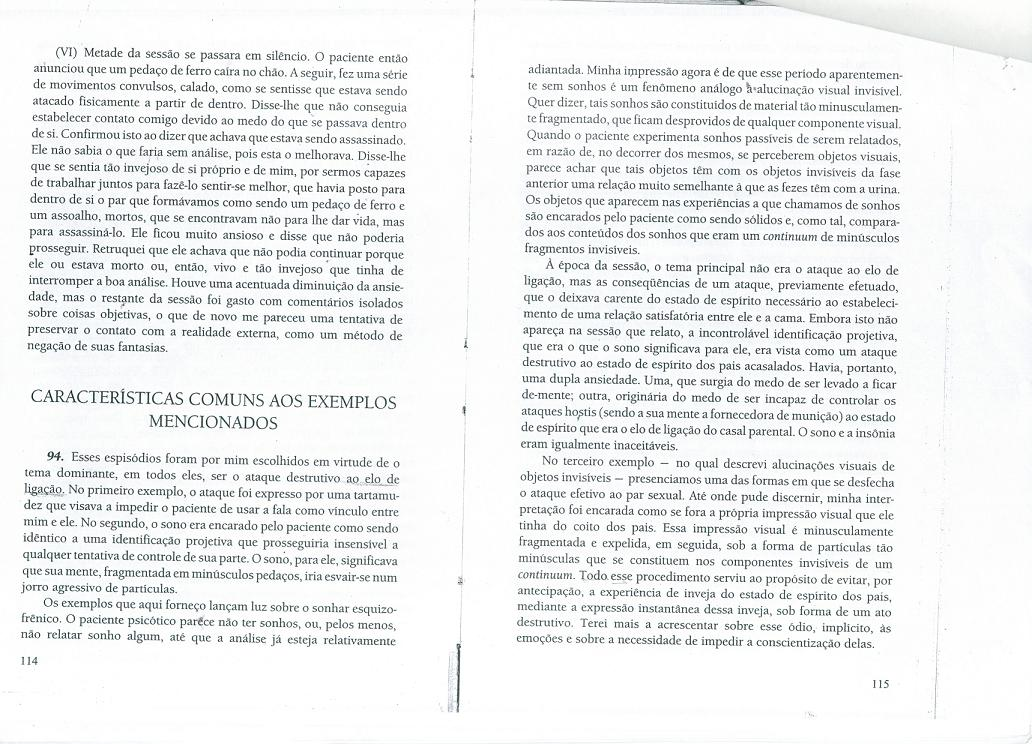 (VI) Metade da sessão se passara em silêncio. O paciente então
anunciou que um pedaço de ferro caíra no chão. A seguir, fez uma série
de movimentos convulsos, calado, como se sentisse que estava sendo
atacado fisicamente a partir de dentro. Disse-lhe que não conseguia
estabelecer contato comigo devido ao medo do que se passava dentro
de si. Confirmou isto ao dizer que achava que estava sendo assassinado.
Ele não sabia o que faria sem análise, pois esta o melhorava. Disse-lhe
que se sentia tão invejoso de si próprio e de mim, por sermos capazes
de trabalhar juntos para fazê-lo sentir-se melhor, que havia posto para
dentro de si o par que formávamos como sendo um pedaço de ferro e
um assoalho, mortos, que se encontravam não para lhe dar vida, mas
para assassiná-lo. Ele ficou muito ansioso e disse que não poderia
prosseguir. Retruquei que ele achava que não podia continuar porque
ele ou estava morto ou, então, vivo e tão invejoso que tinha de
interromper a boa análise. Houve uma acentuada diminuição da ansie-
dade, mas o restante da sessão foi gasto com comentários isolados
sobre coisas objetivas, o que de novo me pareceu uma tentativa de
preservar o contato com a realidade externa, como um método de
negação de suas fantasias.
CARACTERÍSTICAS COMUNS AOS EXEMPLOS
MENCIONADOS
94. Esses espisódios foram por mim escolhidos em virtude de o
tema dominante, em todos eles, ser o ataque destrutivo ao elo de
ligação. No primeiro exemplo, o ataque foi expresso por uma tartamu-
dez que visava a impedir o paciente de usar a fala como vínculo entre
mim e ele. No segundo, o sono era encarado pelo paciente como sendo
idêntico a uma identificação projetiva que prosseguiria insensível a
qualquer tentativa de controle de sua parte. O sono, para ele, significava
que sua mente, fragmentada em minúsculos pedaços, iria esvair-se num
jorro agressivo de partículas.
Os exemplos que aqui forneço lançam luz sobre o sonhar esquizo-
frênico. O paciente psicótico parece não ter sonhos, ou, pelos menos,
não relatar sonho algum, até que a análise já esteja relativamente
114
adiantada. Minha impressão agora é de que esse período aparentemen-
te sem sonhos é um fenômeno análogo à alucinação visual invisível.
Quer dizer, tais sonhos são constituídos de material tão minusculamen-
te fragmentado, que ficam desprovidos de qualquer componente visual.
Quando o paciente experimenta sonhos passíveis de serem relatados,
em razão de, no decorrer dos mesmos, se perceberem objetos visuais,
parece achar que tais objetos têm com os objetos invisíveis da fase
anterior uma relação muito semelhante à que as fezes têm com a urina.
Os objetos que aparecem nas experiências a que chamamos de sonhos
são encarados pelo paciente como sendo sólidos e, como tal, compara-
dos aos conteúdos dos sonhos que eram um continuum de minúsculos
fragmentos invisíveis.
À época da sessão, o tema principal não era o ataque ao elo de
ligação, mas as conseqüências de um ataque, previamente efetuado,
que o deixava carente do estado de espírito necessário ao estabeleci-
mento de uma relação satisfatória entre ele e a cama. Embora isto não
apareça na sessão que relato, a incontrolável identificação projetiva,
que era o que o sono significava para ele, era vista como um ataque
destrutivo ao estado de espírito dos pais acasalados. Havia, portanto,
uma dupla ansiedade. Uma, que surgia do medo de ser levado a ficar
de-mente; outra, originária do medo de ser incapaz de controlar os
ataques hostis (sendo a sua mente a fornecedora de munição) ao estado
de espírito que era o elo de ligação do casal parental. O sono e a insônia
eram igualmente inaceitáveis.
No terceiro exemplo — no qual descrevi alucinações visuais de
objetos invisíveis — presenciamos uma das formas em que se desfecha
o ataque efetivo ao par sexual. Até onde pude discernir, minha inter-
pretação foi encarada como se fora a própria impressão visual que ele
tinha do coito dos pais. Essa impressão visual é minusculamente
fragmentada e expelida, em seguida, sob a forma de partículas tão
minúsculas que se constituem nos componentes invisíveis de um
continuum. Todo esse procedimento serviu ao propósito de evitar, por
antecipação, a experiência de inveja do estado de espírito dos pais,
mediante a expressão instantânea dessa inveja, sob forma de um ato
destrutivo. Terei mais a acrescentar sobre esse ódio, implícito, às
emoções e sobre a necessidade de impedir a conscientização delas.
115